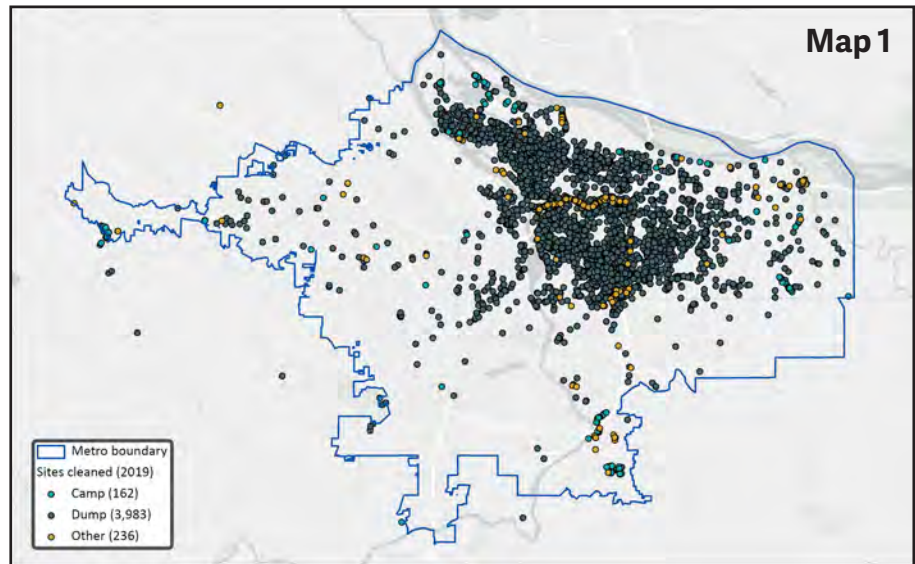 Map 1
Metro boundary
Sites cleaned (2019)
Camp (162)
Dump (3,983)
Other (236)